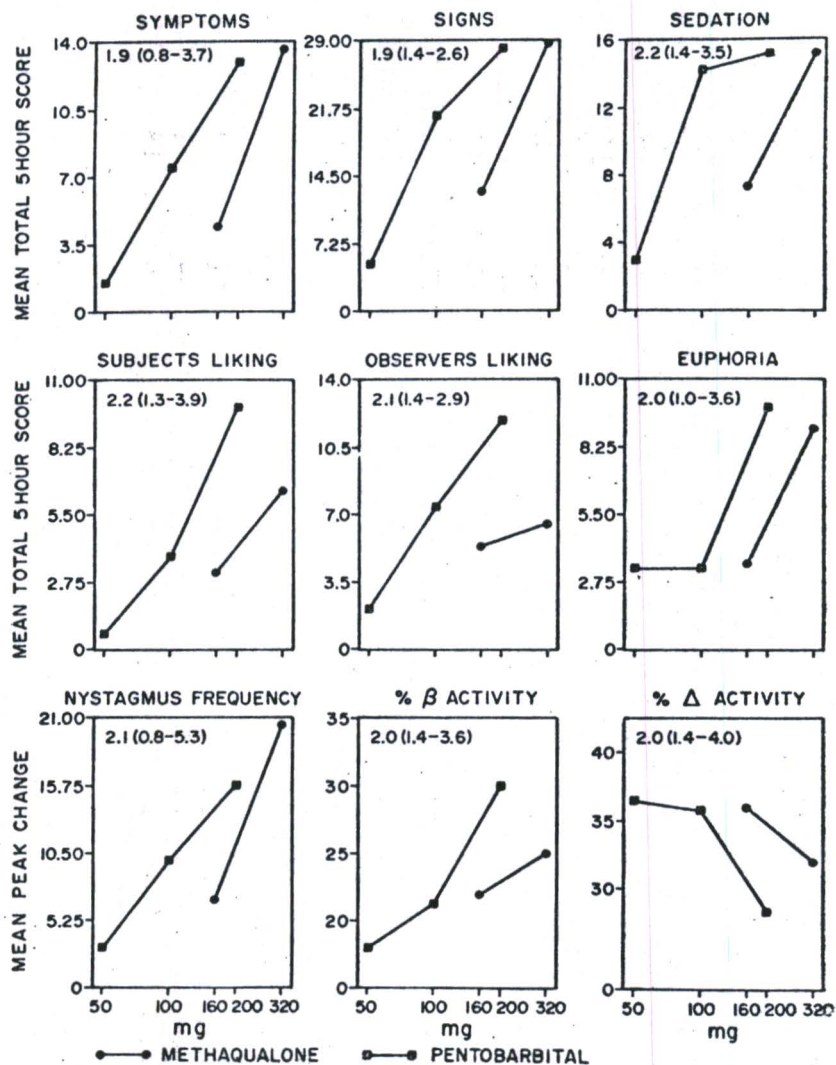 SYMPTOMS
SIGNS
SEDATION
MEAN TOTAL 5 HOUR SCORE
14.0
10.5
7.0
3.5
0
1.9 (0.8-3.7)
29.00
21.75
14.50
7.25
0
1.9 (1.4-2.6)
16
12
8
4
0
2.2 (1.4-3.5)
SUBJECTS LIKING
OBSERVERS LIKING
EUPHORIA
MEAN TOTAL 5 HOUR SCORE
11.00
8.25
5.50
2.75
0
2.2 (1.3-3.9)
14.0
10.5
7.0
3.5
0
2.1 (1.4-2.9)
11.00
8.25
5.50
2.75
0
2.0 (1.0-3.6)
NYSTAGMUS FREQUENCY
% β ACTIVITY
% Δ ACTIVITY
MEAN PEAK CHANGE
21.00
15.75
10.50
5.25
0
2.1 (0.8-5.3)
35
30
25
20
0
2.0 (1.4-3.6)
40
35
30
0
2.0 (1.4-4.0)
50 100 160 200 320
mg
50 100 160 200 320
mg
50 100 160 200 320
mg
METHAQUALONE
PENTOBARBITAL